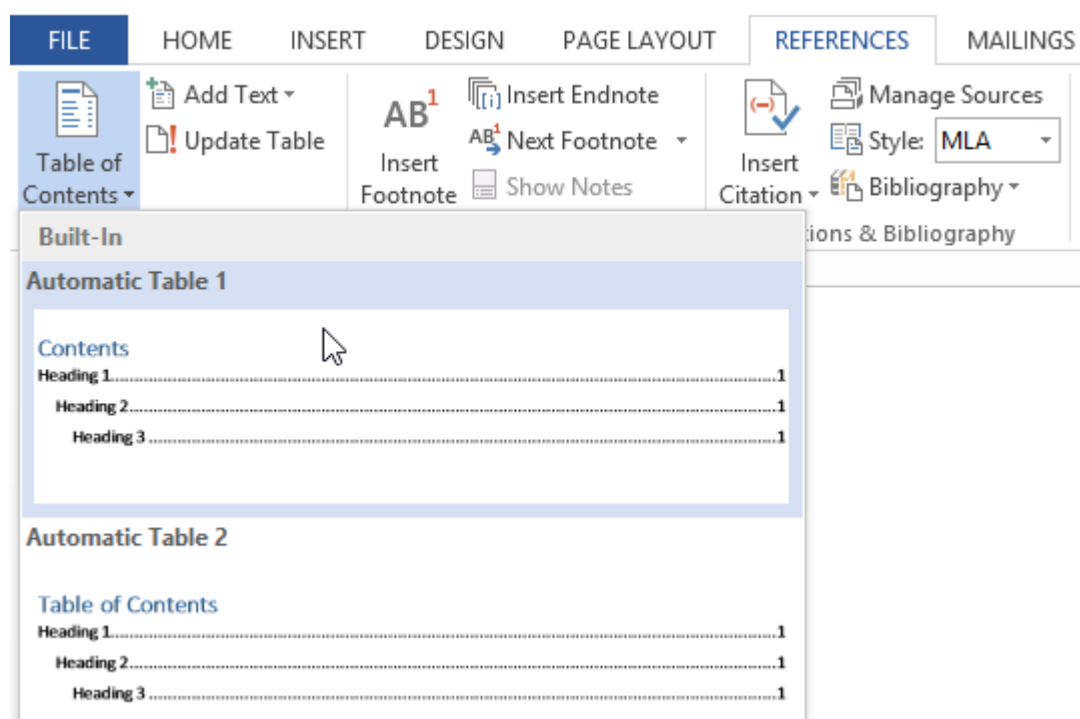 FILE HOME INSERT DESIGN PAGE LAYOUT REFERENCES MAILINGS
Table of
Contents
Add Text
Update Table
AB1
Insert
Footnote
[i] Insert Endnote
AB1 Next Footnote
Show Notes
(-)
Insert
Citation
Manage Sources
Style: MLA
Bibliography
ions & Bibliography
Built-In
Automatic Table 1
Contents
Heading 1...1
Heading 2...1
Heading 3...1
Automatic Table 2
Table of Contents
Heading 1...1
Heading 2...1
Heading 3...1